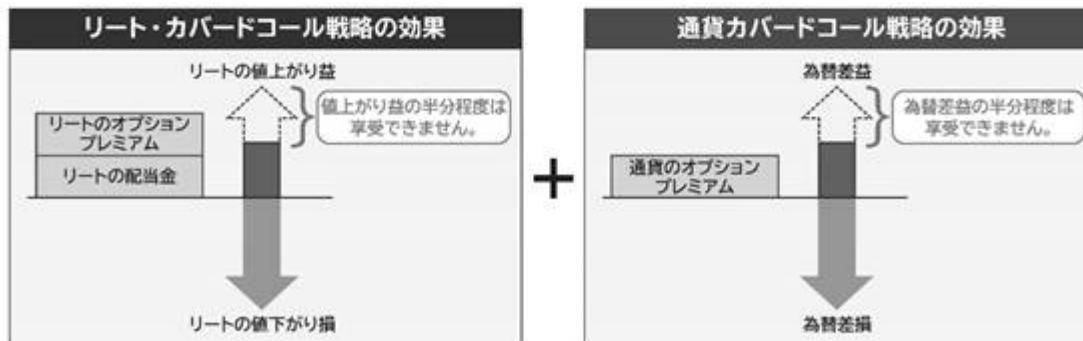 リート・カバードコール戦略の効果
リートの値上がり益
値上がり益の半分程度は
享受できません。
リートのオプション
プレミアム
リートの配当金
リートの値下がり損
+
通貨カバードコール戦略の効果
為替差益
為替差益の半分程度は
享受できません。
通貨のオプション
プレミアム
為替差損